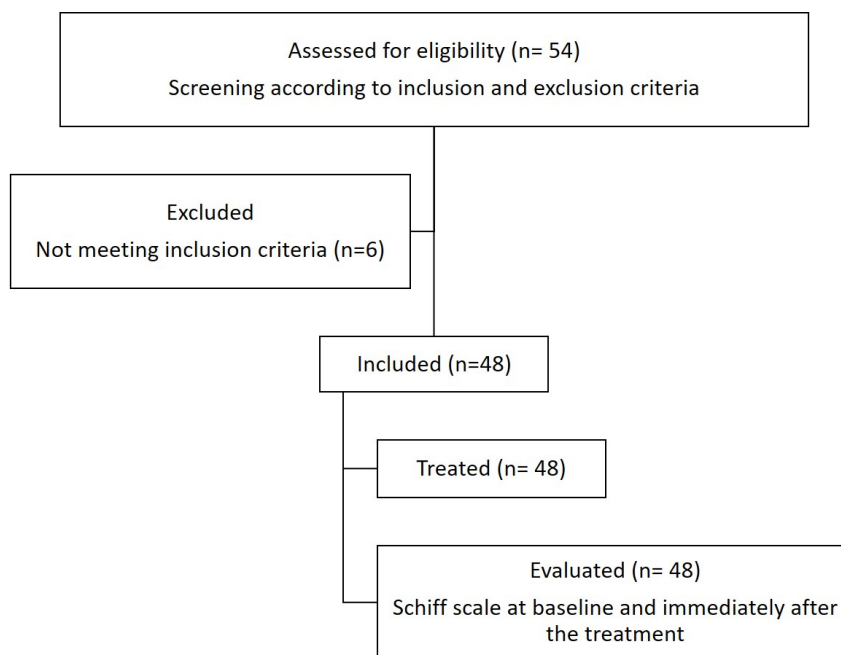 Assessed for eligibility (n= 54)
Screening according to inclusion and exclusion criteria
Excluded
Not meeting inclusion criteria (n=6)
Included (n=48)
Treated (n= 48)
Evaluated (n= 48)
Schiff scale at baseline and immediately after
the treatment